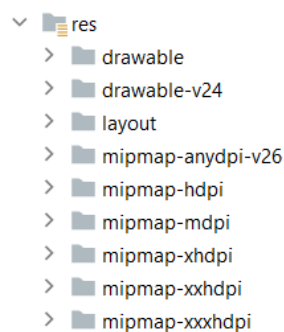 res
drawable
drawable-v24
layout
mipmap-anydpi-v26
mipmap-hdpi
mipmap-mdpi
mipmap-xhdpi
mipmap-xxhdpi
mipmap-xxxhdpi